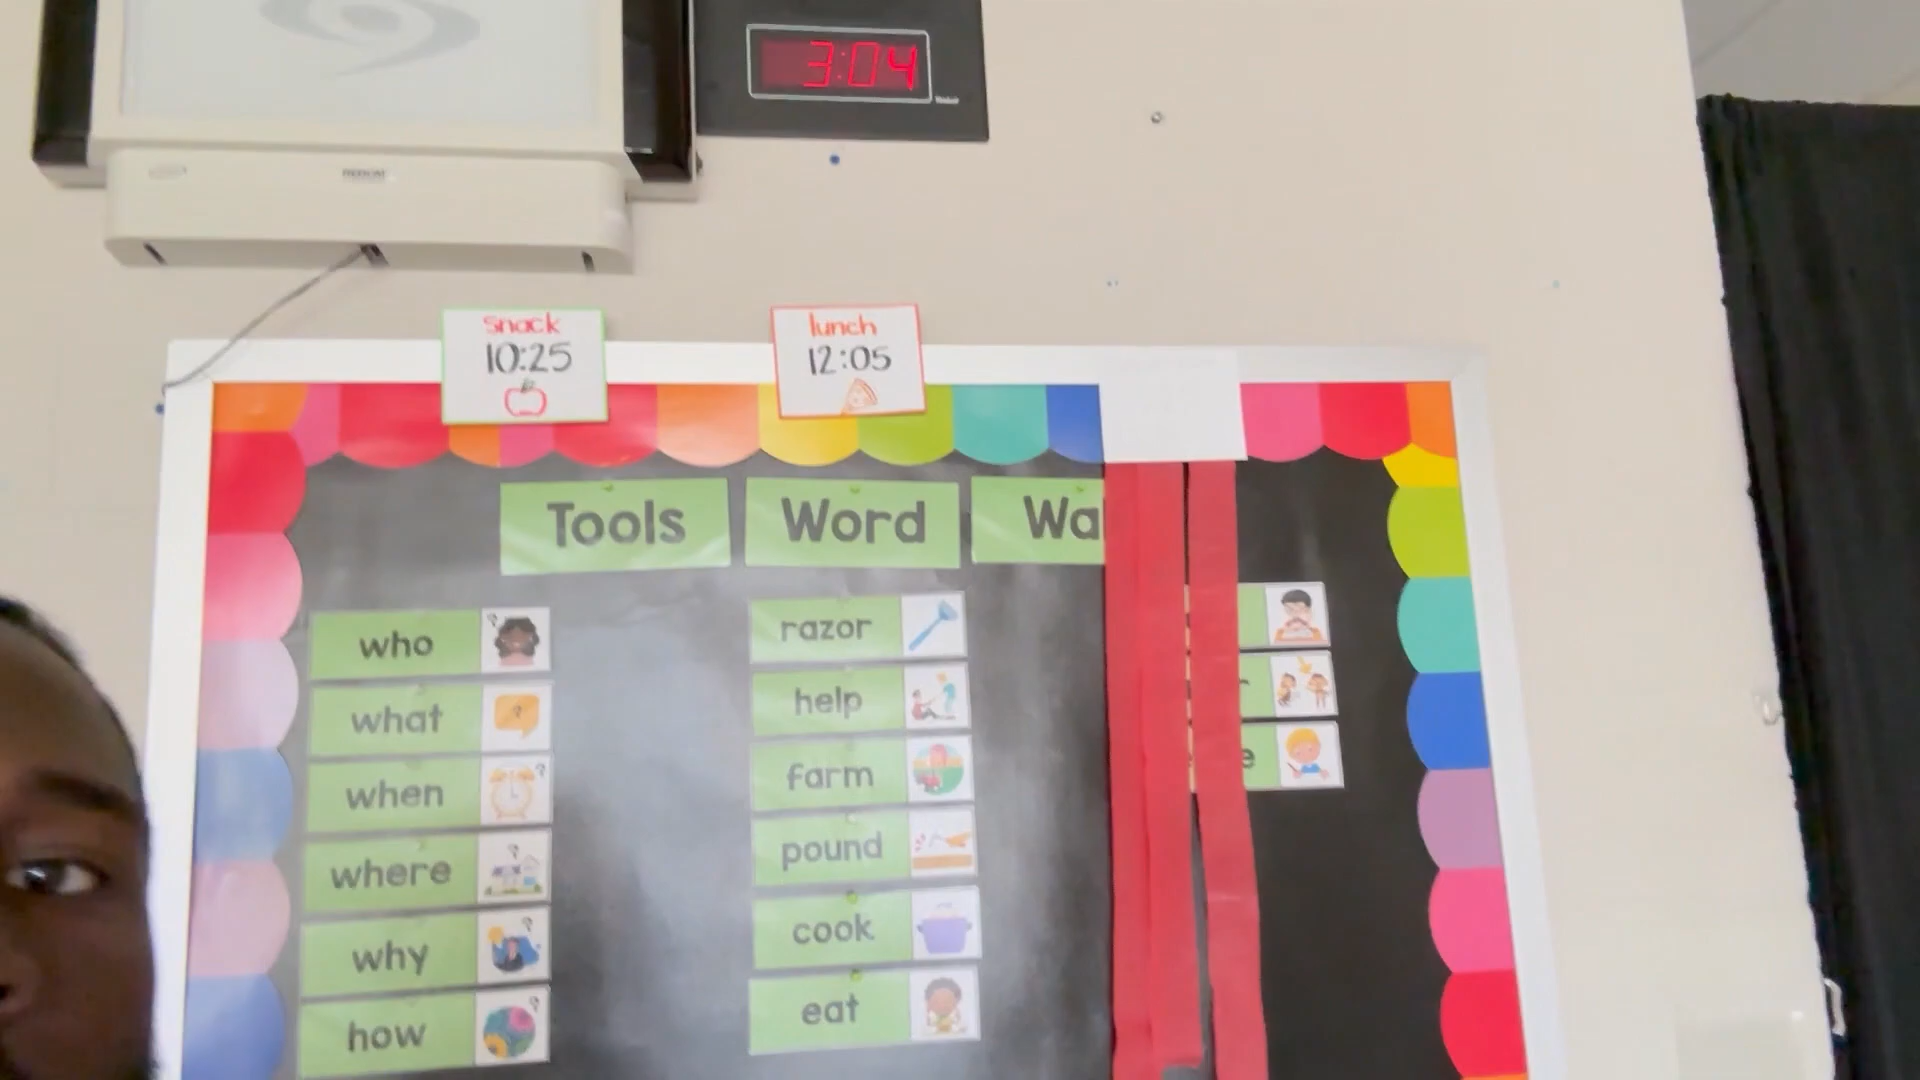 3:04
snack
10:25
lunch
12:05
Tools Word Wa
who
what
when
where
why
how
razor
help
farm
pound
cook
eat
r
e